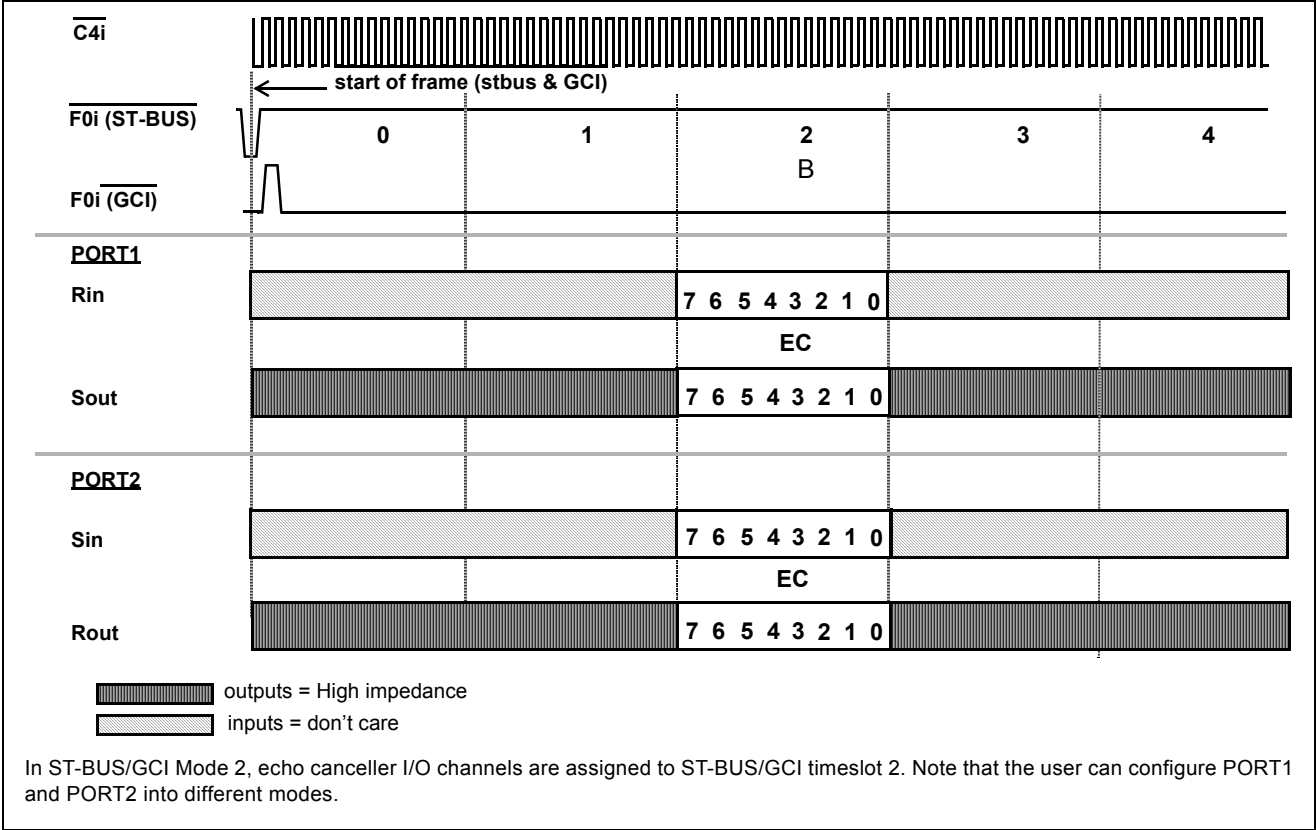 C4i
start of frame (stbus & GCI)
F0i (ST-BUS)
0 1 2 3 4
B
F0i (GCI)
PORT1
Rin
7 6 5 4 3 2 1 0
EC
Sout
7 6 5 4 3 2 1 0
PORT2
Sin
7 6 5 4 3 2 1 0
EC
Rout
7 6 5 4 3 2 1 0
outputs = High impedance
inputs = don't care
In ST-BUS/GCI Mode 2, echo canceller I/O channels are assigned to ST-BUS/GCI timeslot 2. Note that the user can configure PORT1
and PORT2 into different modes.